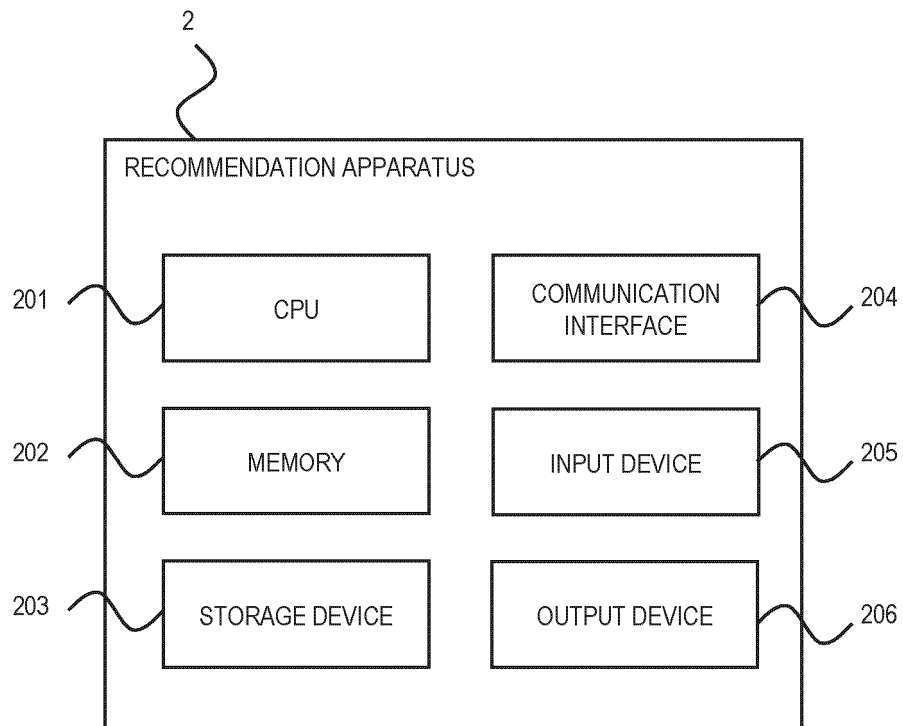 2
RECOMMENDATION APPARATUS
201
CPU
COMMUNICATION
INTERFACE
204
202
MEMORY
INPUT DEVICE
205
203
STORAGE DEVICE
OUTPUT DEVICE
206